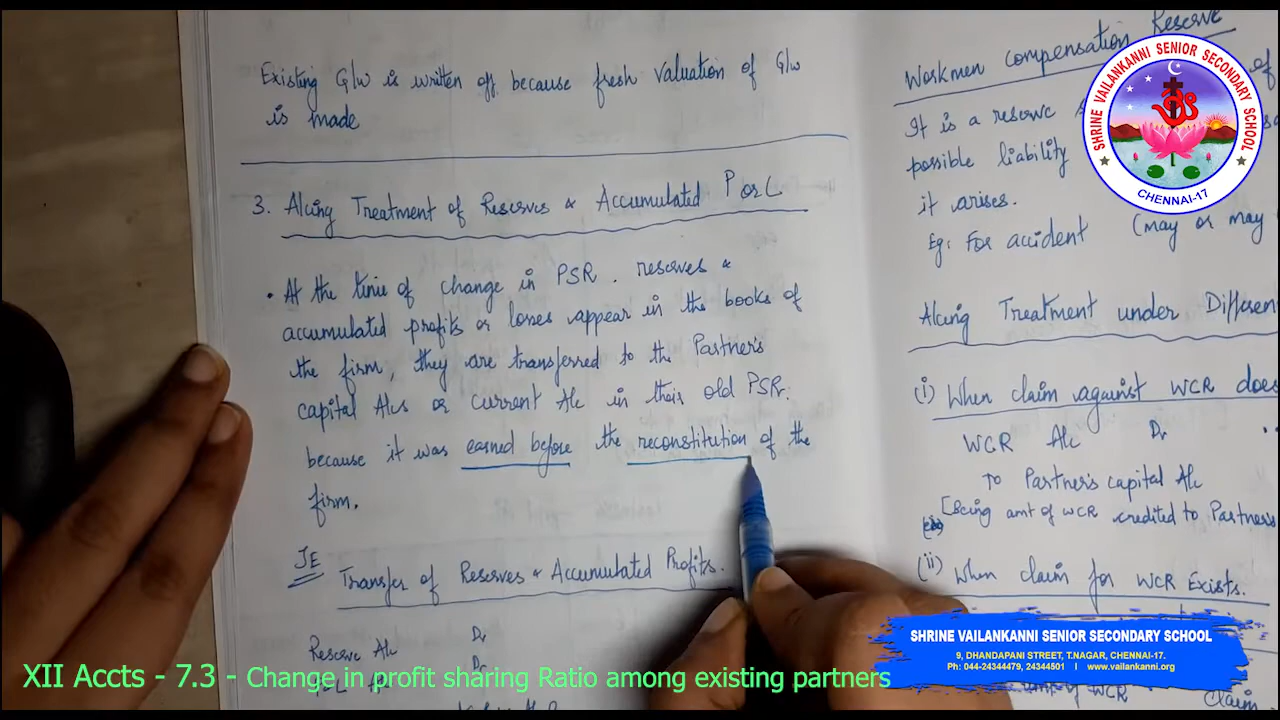 Existing G/w is written off because fresh Valuation of G/w
is made
3. A/cing Treatment of Reserves & Accumulated P or L
• At the time of change in PSR. reserves &
accumulated profits or losses appear in the books of
the firm, they are transferred to the Partner's
capital A/cs or current A/c in their old PSR.
because it was earned before the reconstitution of the
firm.
JE
Transfer of Reserves & Accumulated Profits.
Reserve A/c Dr
Dr
Workmen compensation Reserve
It is a reserve
possible liability
it arises.
Eg: For accident (may or may
A/cing Treatment under Differen
(i) When claim against WCR does
WCR A/c Dr
To Partner's capital A/c
[Being amt of WCR credited to Partner's
(ii) When claim for WCR Exists.
WCR claim
SHRINE VAILANKANNI SENIOR SECONDARY SCHOOL
CHENNAI-17
SHRINE VAILANKANNI SENIOR SECONDARY SCHOOL
9, DHANDAPANI STREET, T.NAGAR, CHENNAI-17.
Ph: 044-24344479, 24344501 I www.vailankanni.org
XII Accts - 7.3 - Change in profit sharing Ratio among existing partners